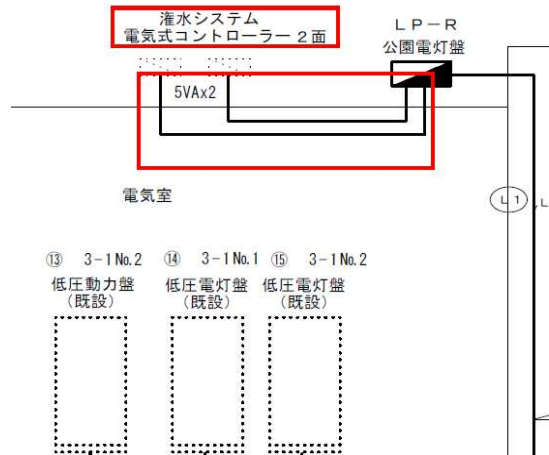 潅水システム
電気式コントローラー 2面
LP-R
公園電灯盤
5VAx2
電気室
L1
,L
⑬ 3-1No.2
低圧動力盤
(既設)
⑭ 3-1No.1
低圧電灯盤
(既設)
⑮ 3-1No.2
低圧電灯盤
(既設)